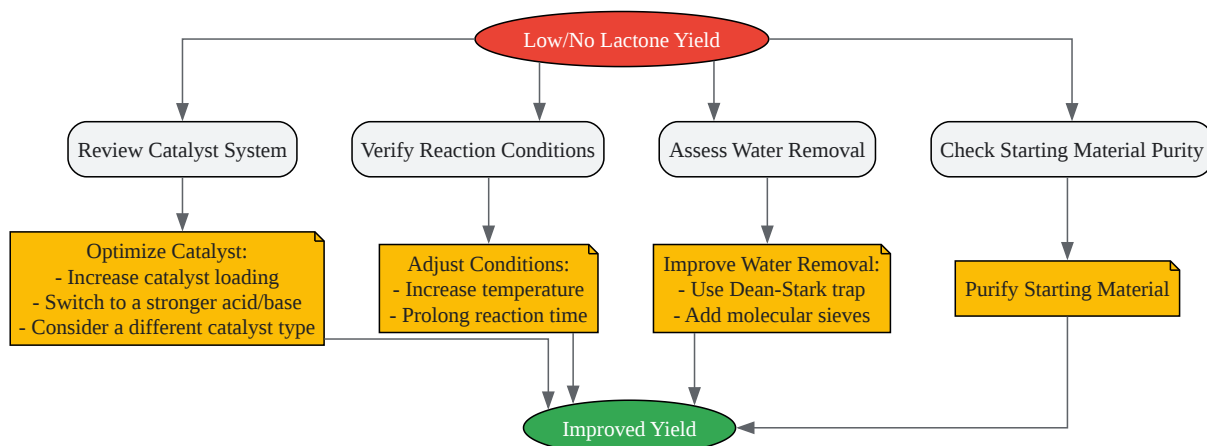 Low/No Lactone Yield
Review Catalyst System
Verify Reaction Conditions
Assess Water Removal
Check Starting Material Purity
Optimize Catalyst:
- Increase catalyst loading
- Switch to a stronger acid/base
- Consider a different catalyst type
Adjust Conditions:
- Increase temperature
- Prolong reaction time
Improve Water Removal:
- Use Dean-Stark trap
- Add molecular sieves
Purify Starting Material
Improved Yield